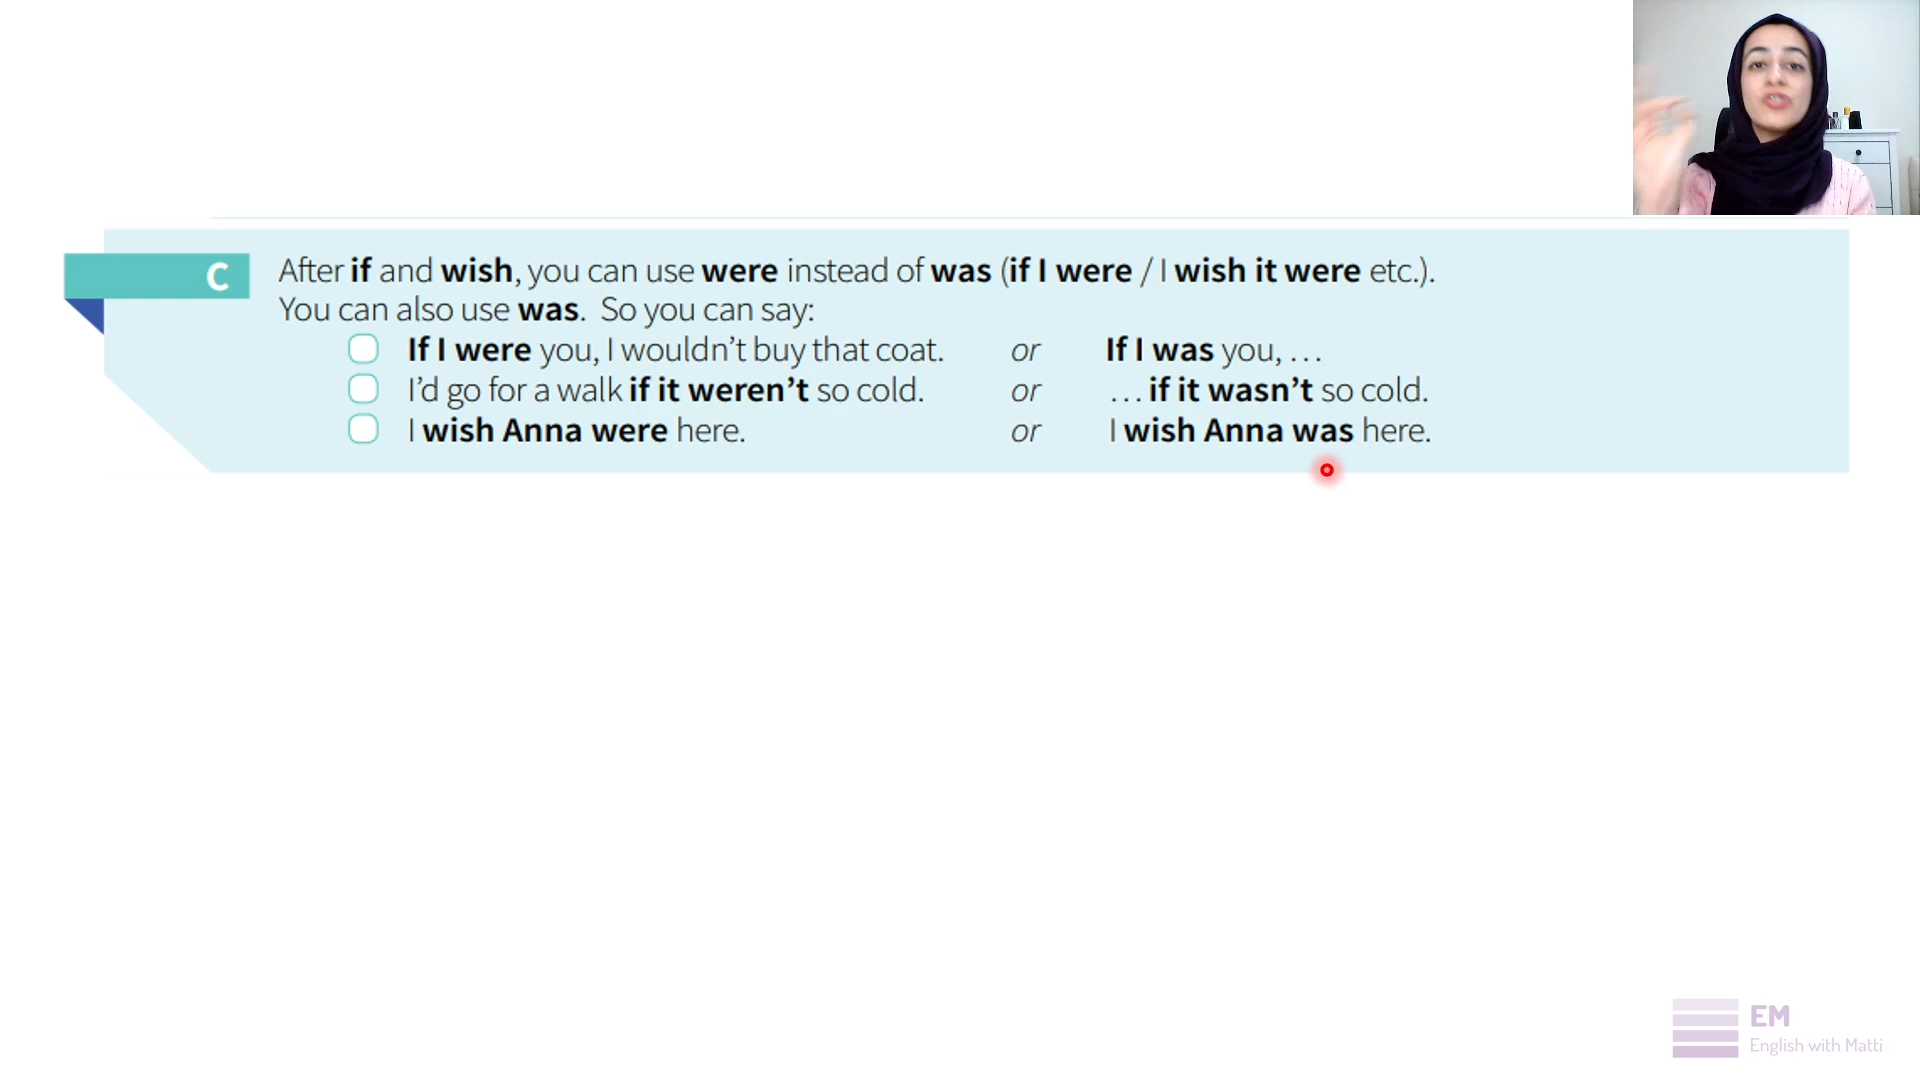 C
After if and wish, you can use were instead of was (if I were / I wish it were etc.).
You can also use was. So you can say:
If I were you, I wouldn't buy that coat. or If I was you, …
I'd go for a walk if it weren't so cold. or … if it wasn't so cold.
I wish Anna were here. or I wish Anna was here.
EM
English with Matti